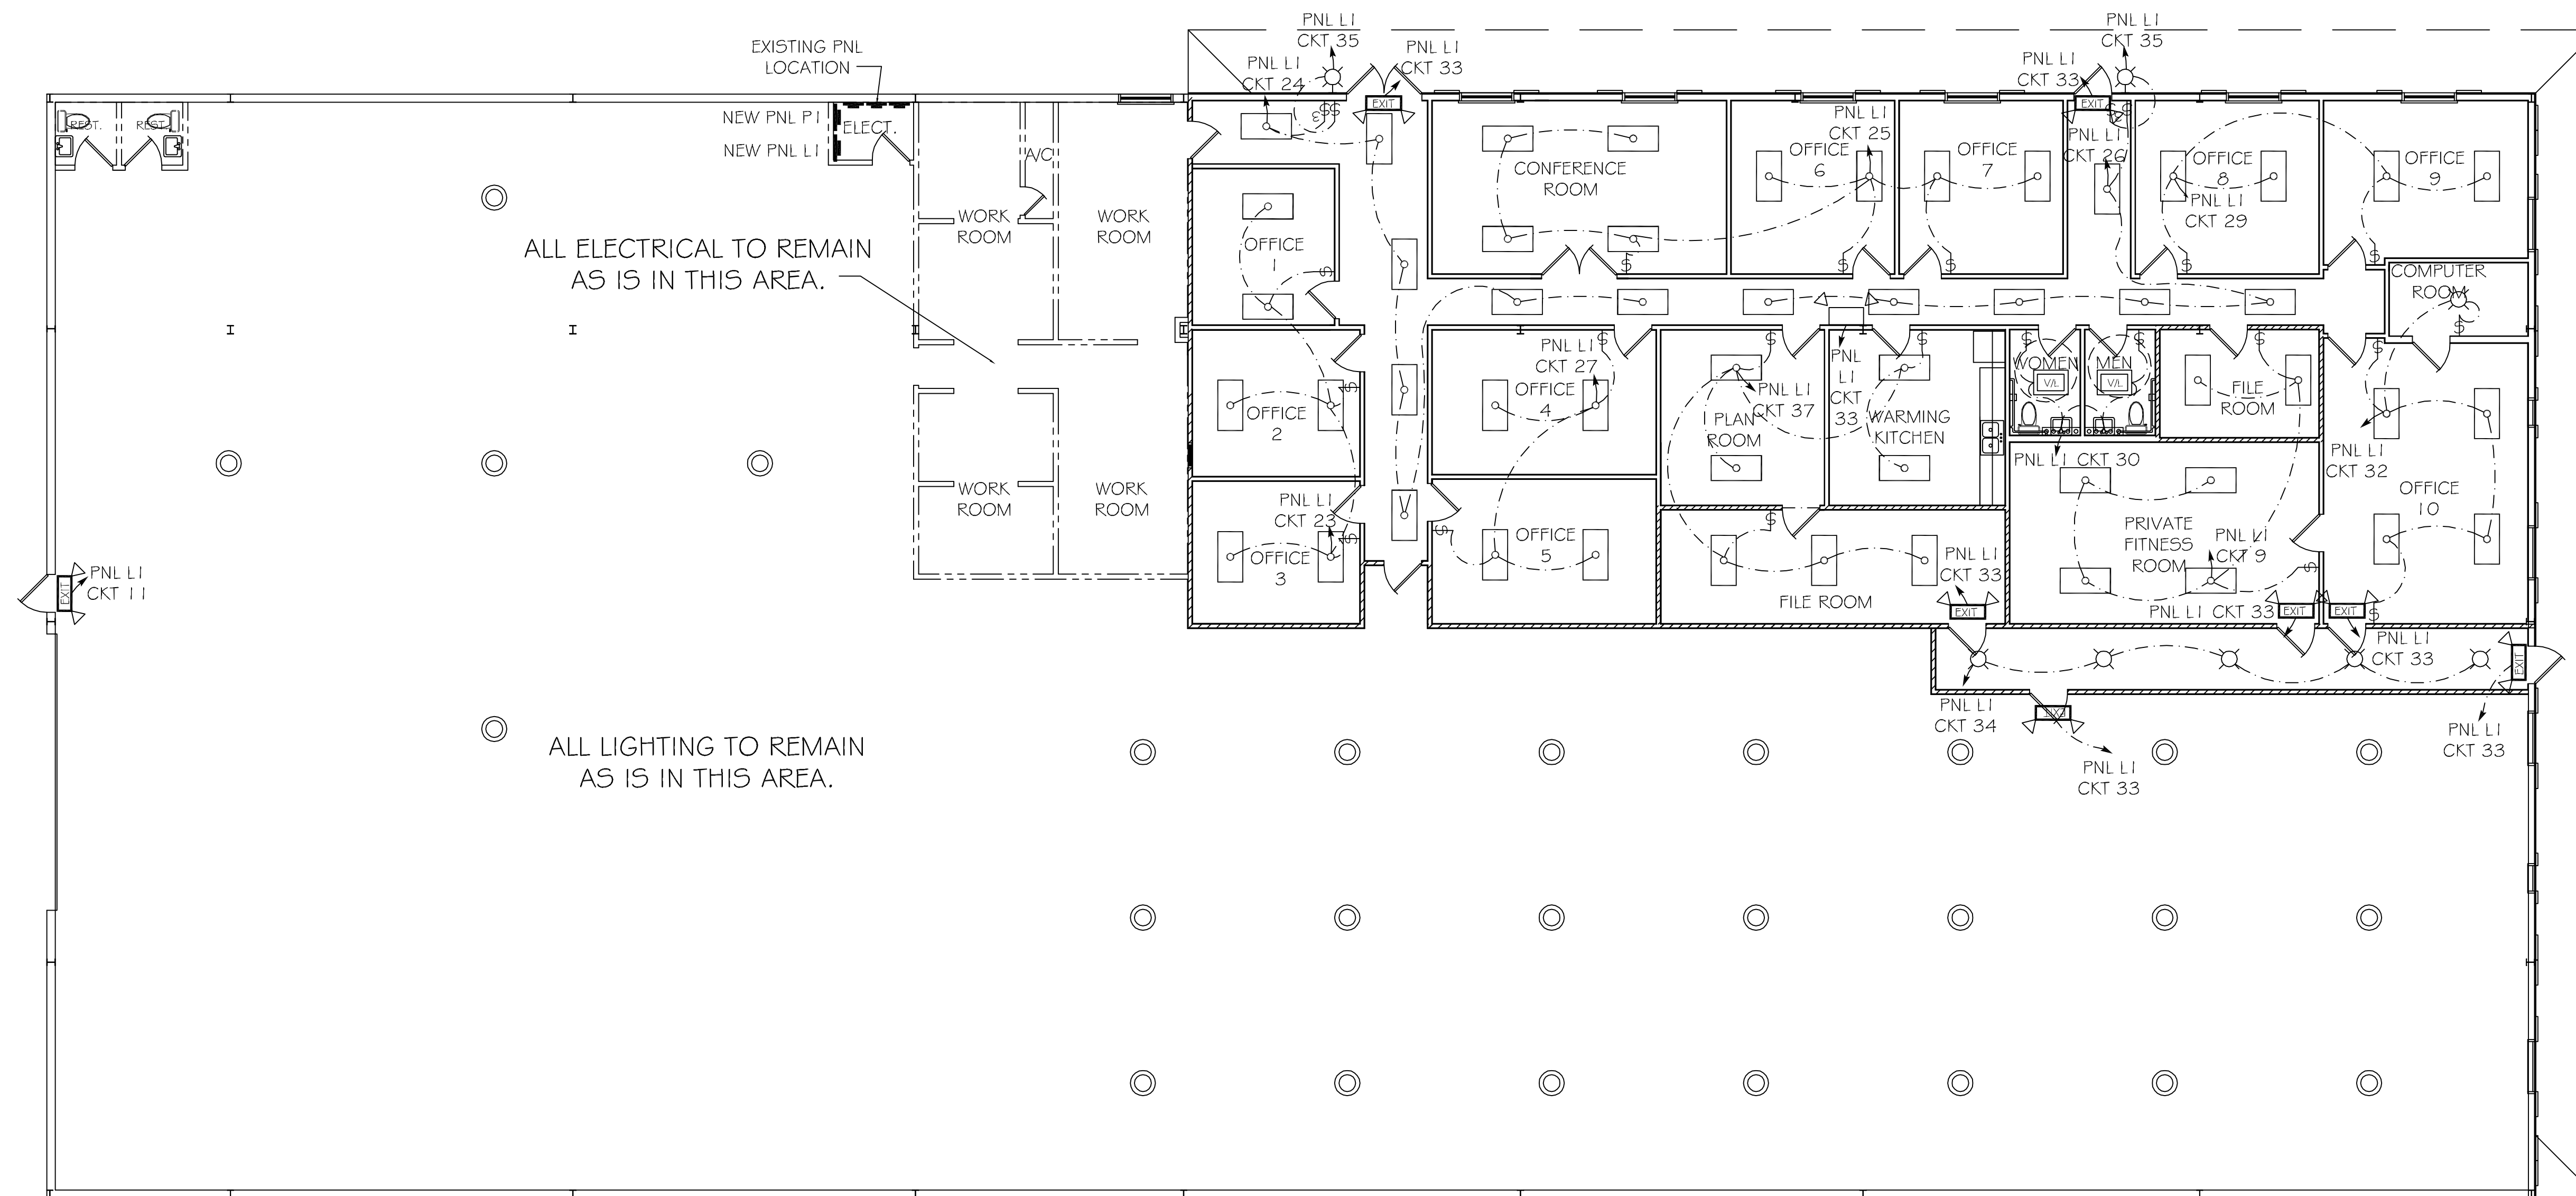 PNL L1
CKT 35
PNL L1
CKT 35
EXISTING PNL
LOCATION
PNL L1
CKT 24
PNL L1
CKT 33
PNL L1
CKT 33
EXIT
EXIT
REST.
REST.
NEW PNL P1
ELECT.
NEW PNL L1
A/C
3
$$
PNL L1
CKT 25
PNL L1
CKT 26
CONFERENCE
ROOM
OFFICE
6
OFFICE
7
OFFICE
8
OFFICE
9
PNL L1
CKT 29
WORK
ROOM
WORK
ROOM
ALL ELECTRICAL TO REMAIN
AS IS IN THIS AREA.
OFFICE
1
$
$
$
$
$
$
COMPUTER
ROOM
$
PNL L1
CKT 27
OFFICE
4
$
$
PNL
L1
CKT
33
$
$
$
$
$
WOMEN
MEN
V/L
V/L
FILE
ROOM
PNL L1
CKT 37
PLAN
ROOM
WARMING
KITCHEN
OFFICE
2
$
PNL L1 CKT 30
PNL L1
CKT 32
WORK
ROOM
WORK
ROOM
PNL L1
CKT 23
OFFICE
3
$
$
OFFICE
5
$
FILE ROOM
PNL L1
CKT 33
EXIT
PRIVATE
FITNESS
ROOM
PNL L1
CKT 9
$
OFFICE
10
PNL L1 CKT 33
EXIT
EXIT
$
EXIT
PNL L1
CKT 11
PNL L1
CKT 33
EXIT
PNL L1
CKT 34
EXIT
PNL L1
CKT 33
PNL L1
CKT 33
ALL LIGHTING TO REMAIN
AS IS IN THIS AREA.